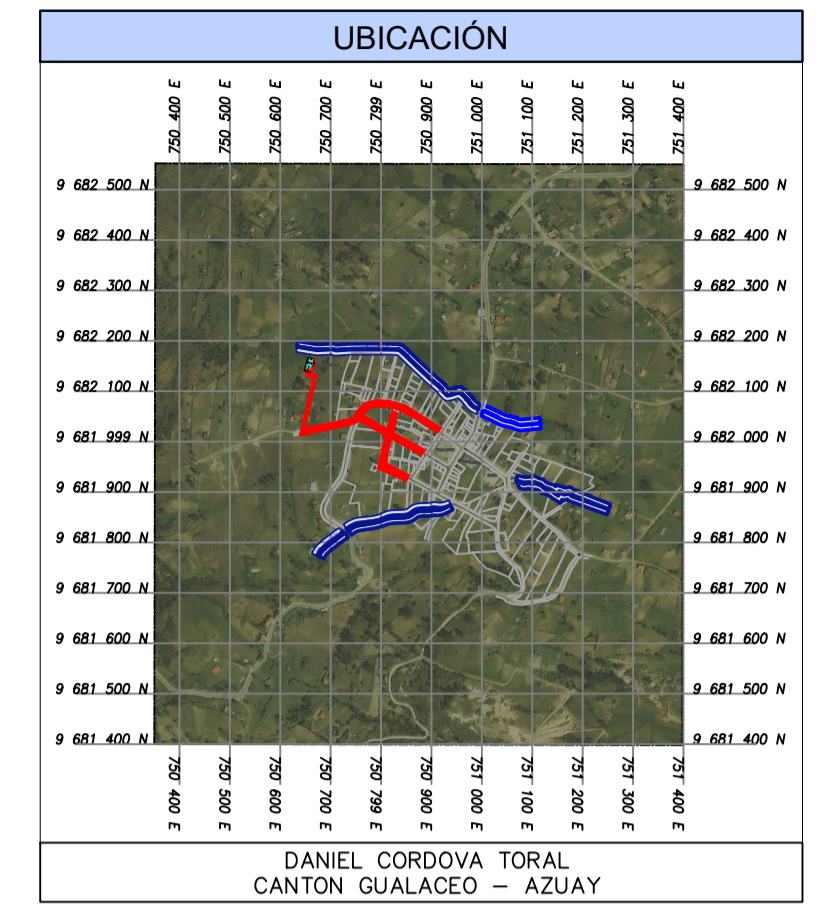 UBICACIÓN
750 400 E
750 500 E
750 600 E
750 700 E
750 799 E
750 900 E
751 000 E
751 100 E
751 200 E
751 300 E
751 400 E
9 682 500 N
9 682 500 N
9 682 400 N
9 682 400 N
9 682 300 N
9 682 300 N
9 682 200 N
9 682 200 N
9 682 100 N
9 682 100 N
9 681 999 N
9 682 000 N
9 681 900 N
9 681 900 N
9 681 800 N
9 681 800 N
9 681 700 N
9 681 700 N
9 681 600 N
9 681 600 N
9 681 500 N
9 681 500 N
9 681 400 N
9 681 400 N
750 400 E
750 500 E
750 600 E
750 700 E
750 799 E
750 900 E
751 000 E
751 100 E
751 200 E
751 300 E
751 400 E
DANIEL CORDOVA TORAL
CANTON GUALACEO – AZUAY